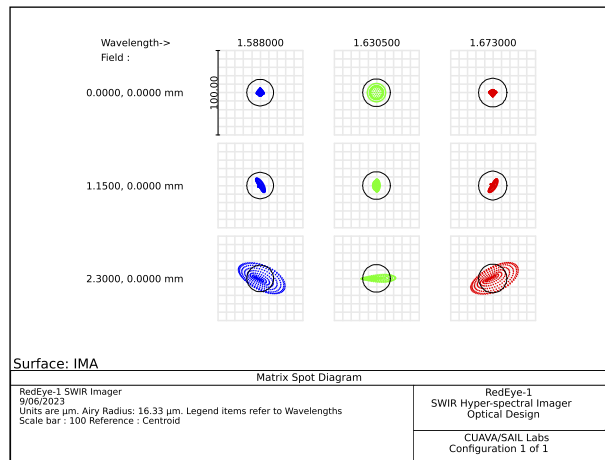 Wavelength-> 1.588000 1.630500 1.673000
Field :
0.0000, 0.0000 mm
100.00
1.1500, 0.0000 mm
2.3000, 0.0000 mm
Surface: IMA
Matrix Spot Diagram
RedEye-1 SWIR Imager
9/06/2023
Units are µm. Airy Radius: 16.33 µm. Legend items refer to Wavelengths
Scale bar : 100 Reference : Centroid
RedEye-1
SWIR Hyper-spectral Imager
Optical Design
CUAVA/SAIL Labs
Configuration 1 of 1